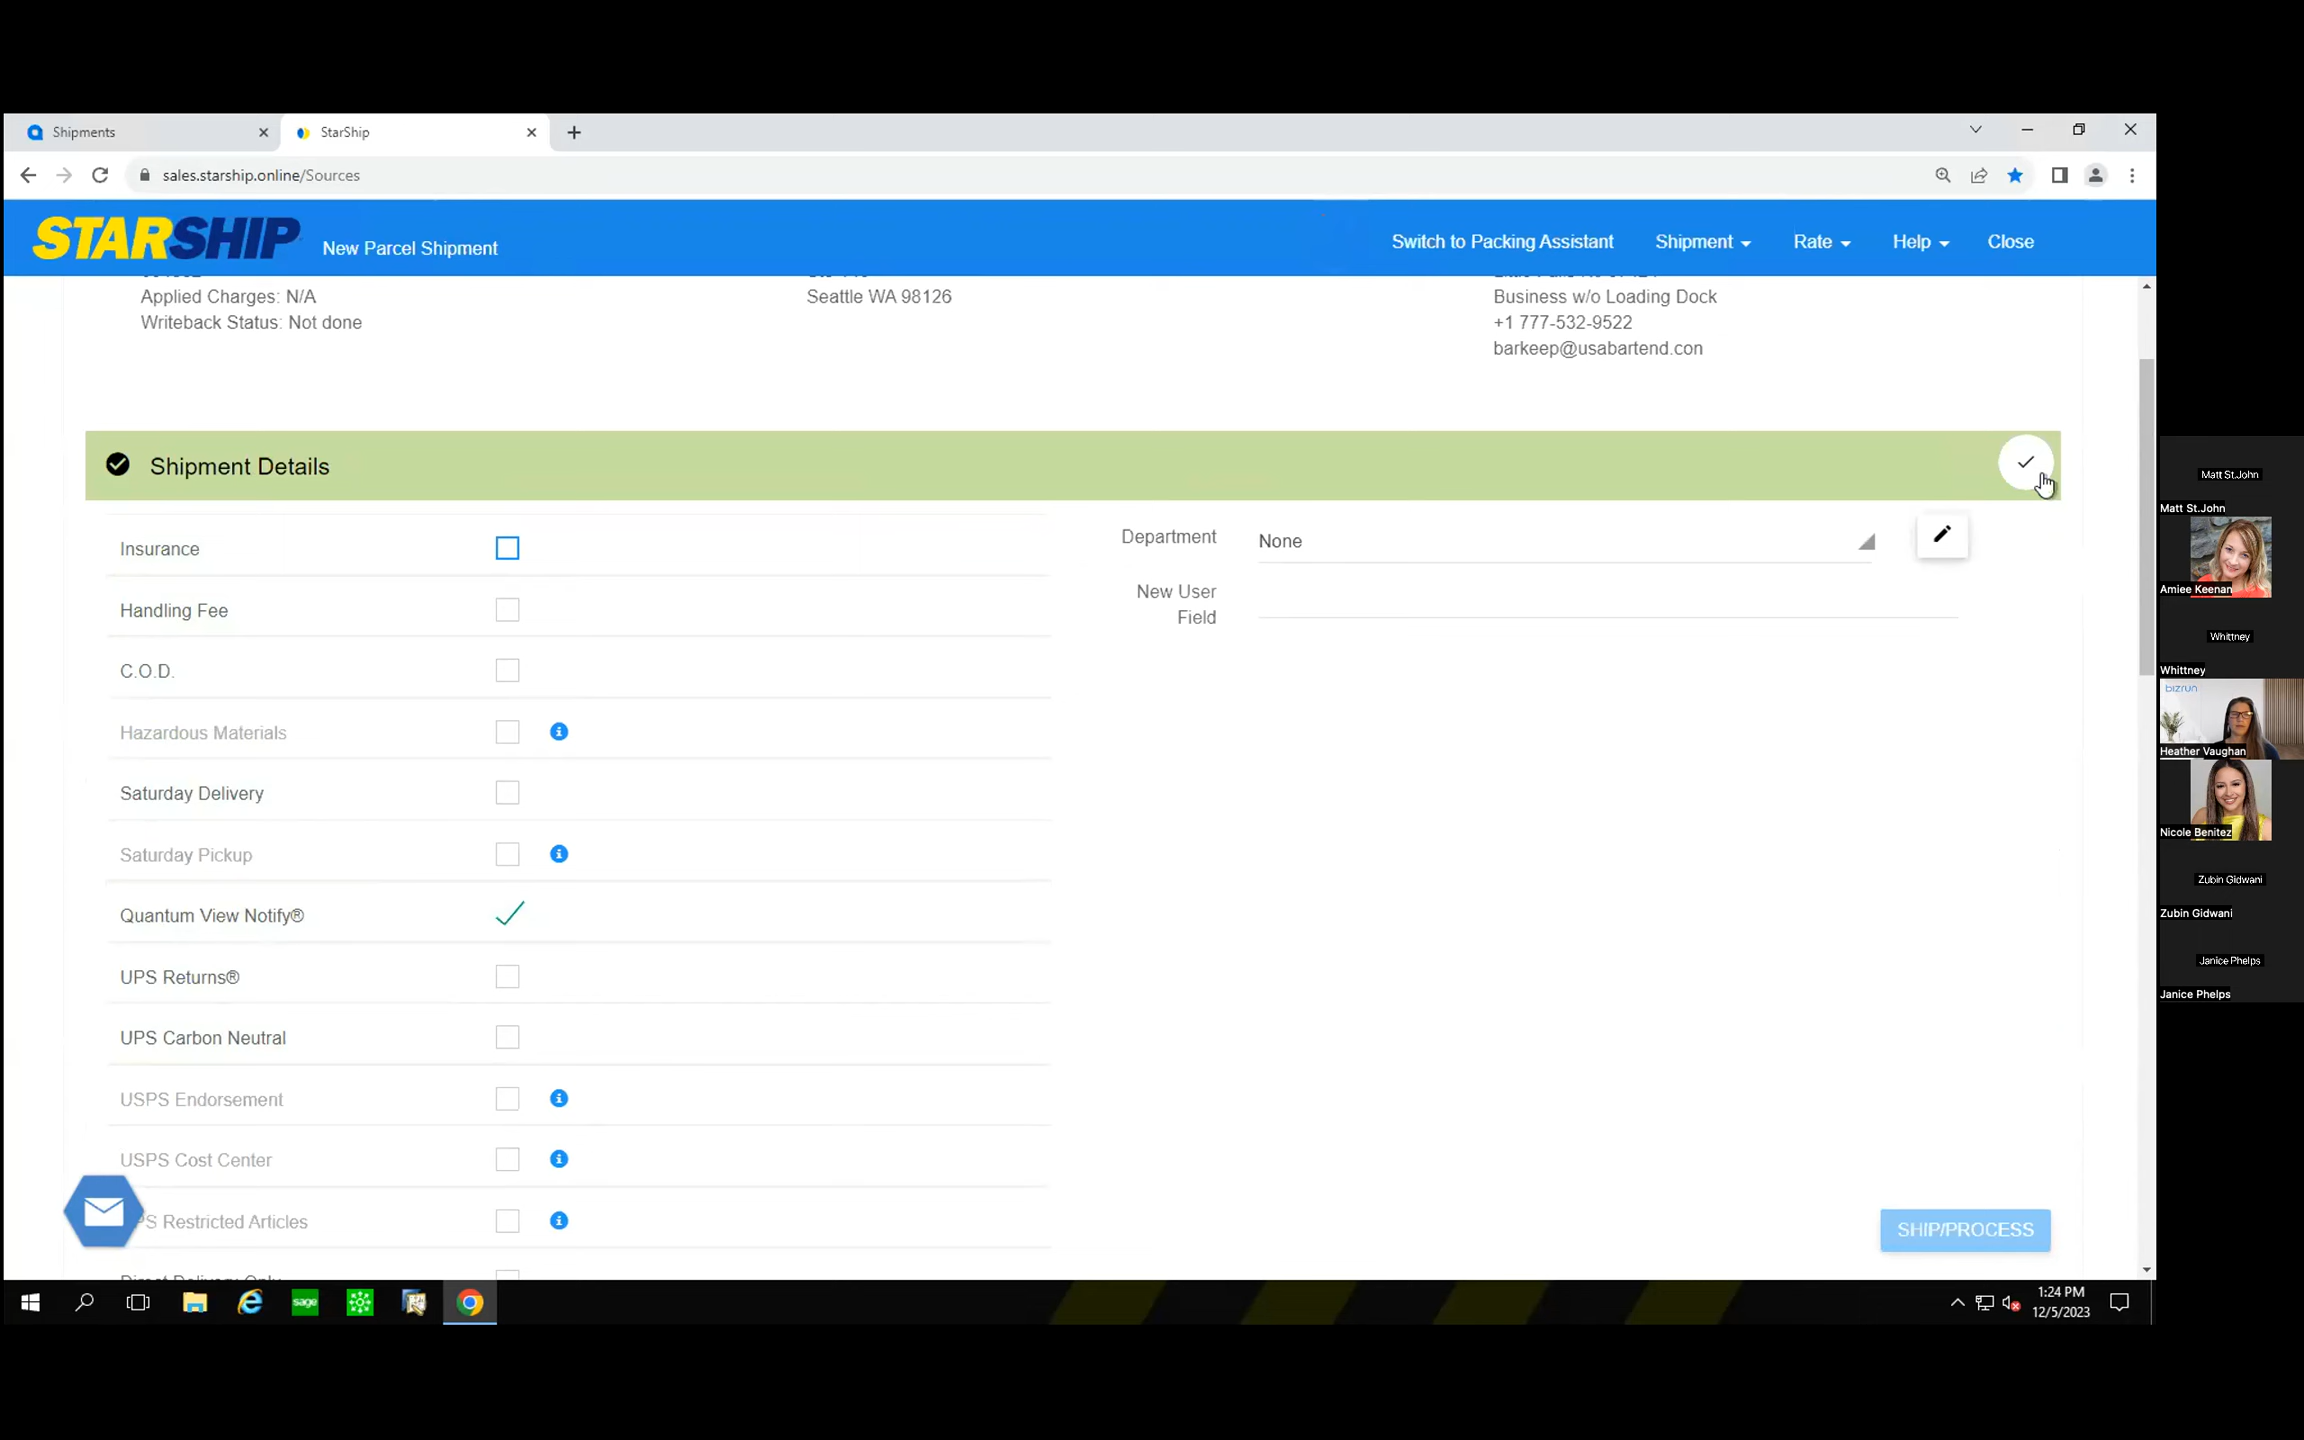 Shipments
StarShip
sales.starship.online/Sources
STARSHIP
New Parcel Shipment
Switch to Packing Assistant
Shipment
Rate
Help
Close
Applied Charges: N/A
Writeback Status: Not done
Seattle WA 98126
Business w/o Loading Dock
+1 777-532-9522
barkeep@usabartend.con
Shipment Details
Insurance
Handling Fee
C.O.D.
Hazardous Materials
Saturday Delivery
Saturday Pickup
Quantum View Notify®
UPS Returns®
UPS Carbon Neutral
USPS Endorsement
USPS Cost Center
PS Restricted Articles
Direct Delivery Only
Department
None
New User
Field
SHIP/PROCESS
Matt St.John
Matt St.John
Amiee Keenan
Whittney
Whittney
bizrun
Heather Vaughan
Nicole Benitez
Zubin Gidwani
Zubin Gidwani
Janice Phelps
Janice Phelps
sage
1:24 PM
12/5/2023